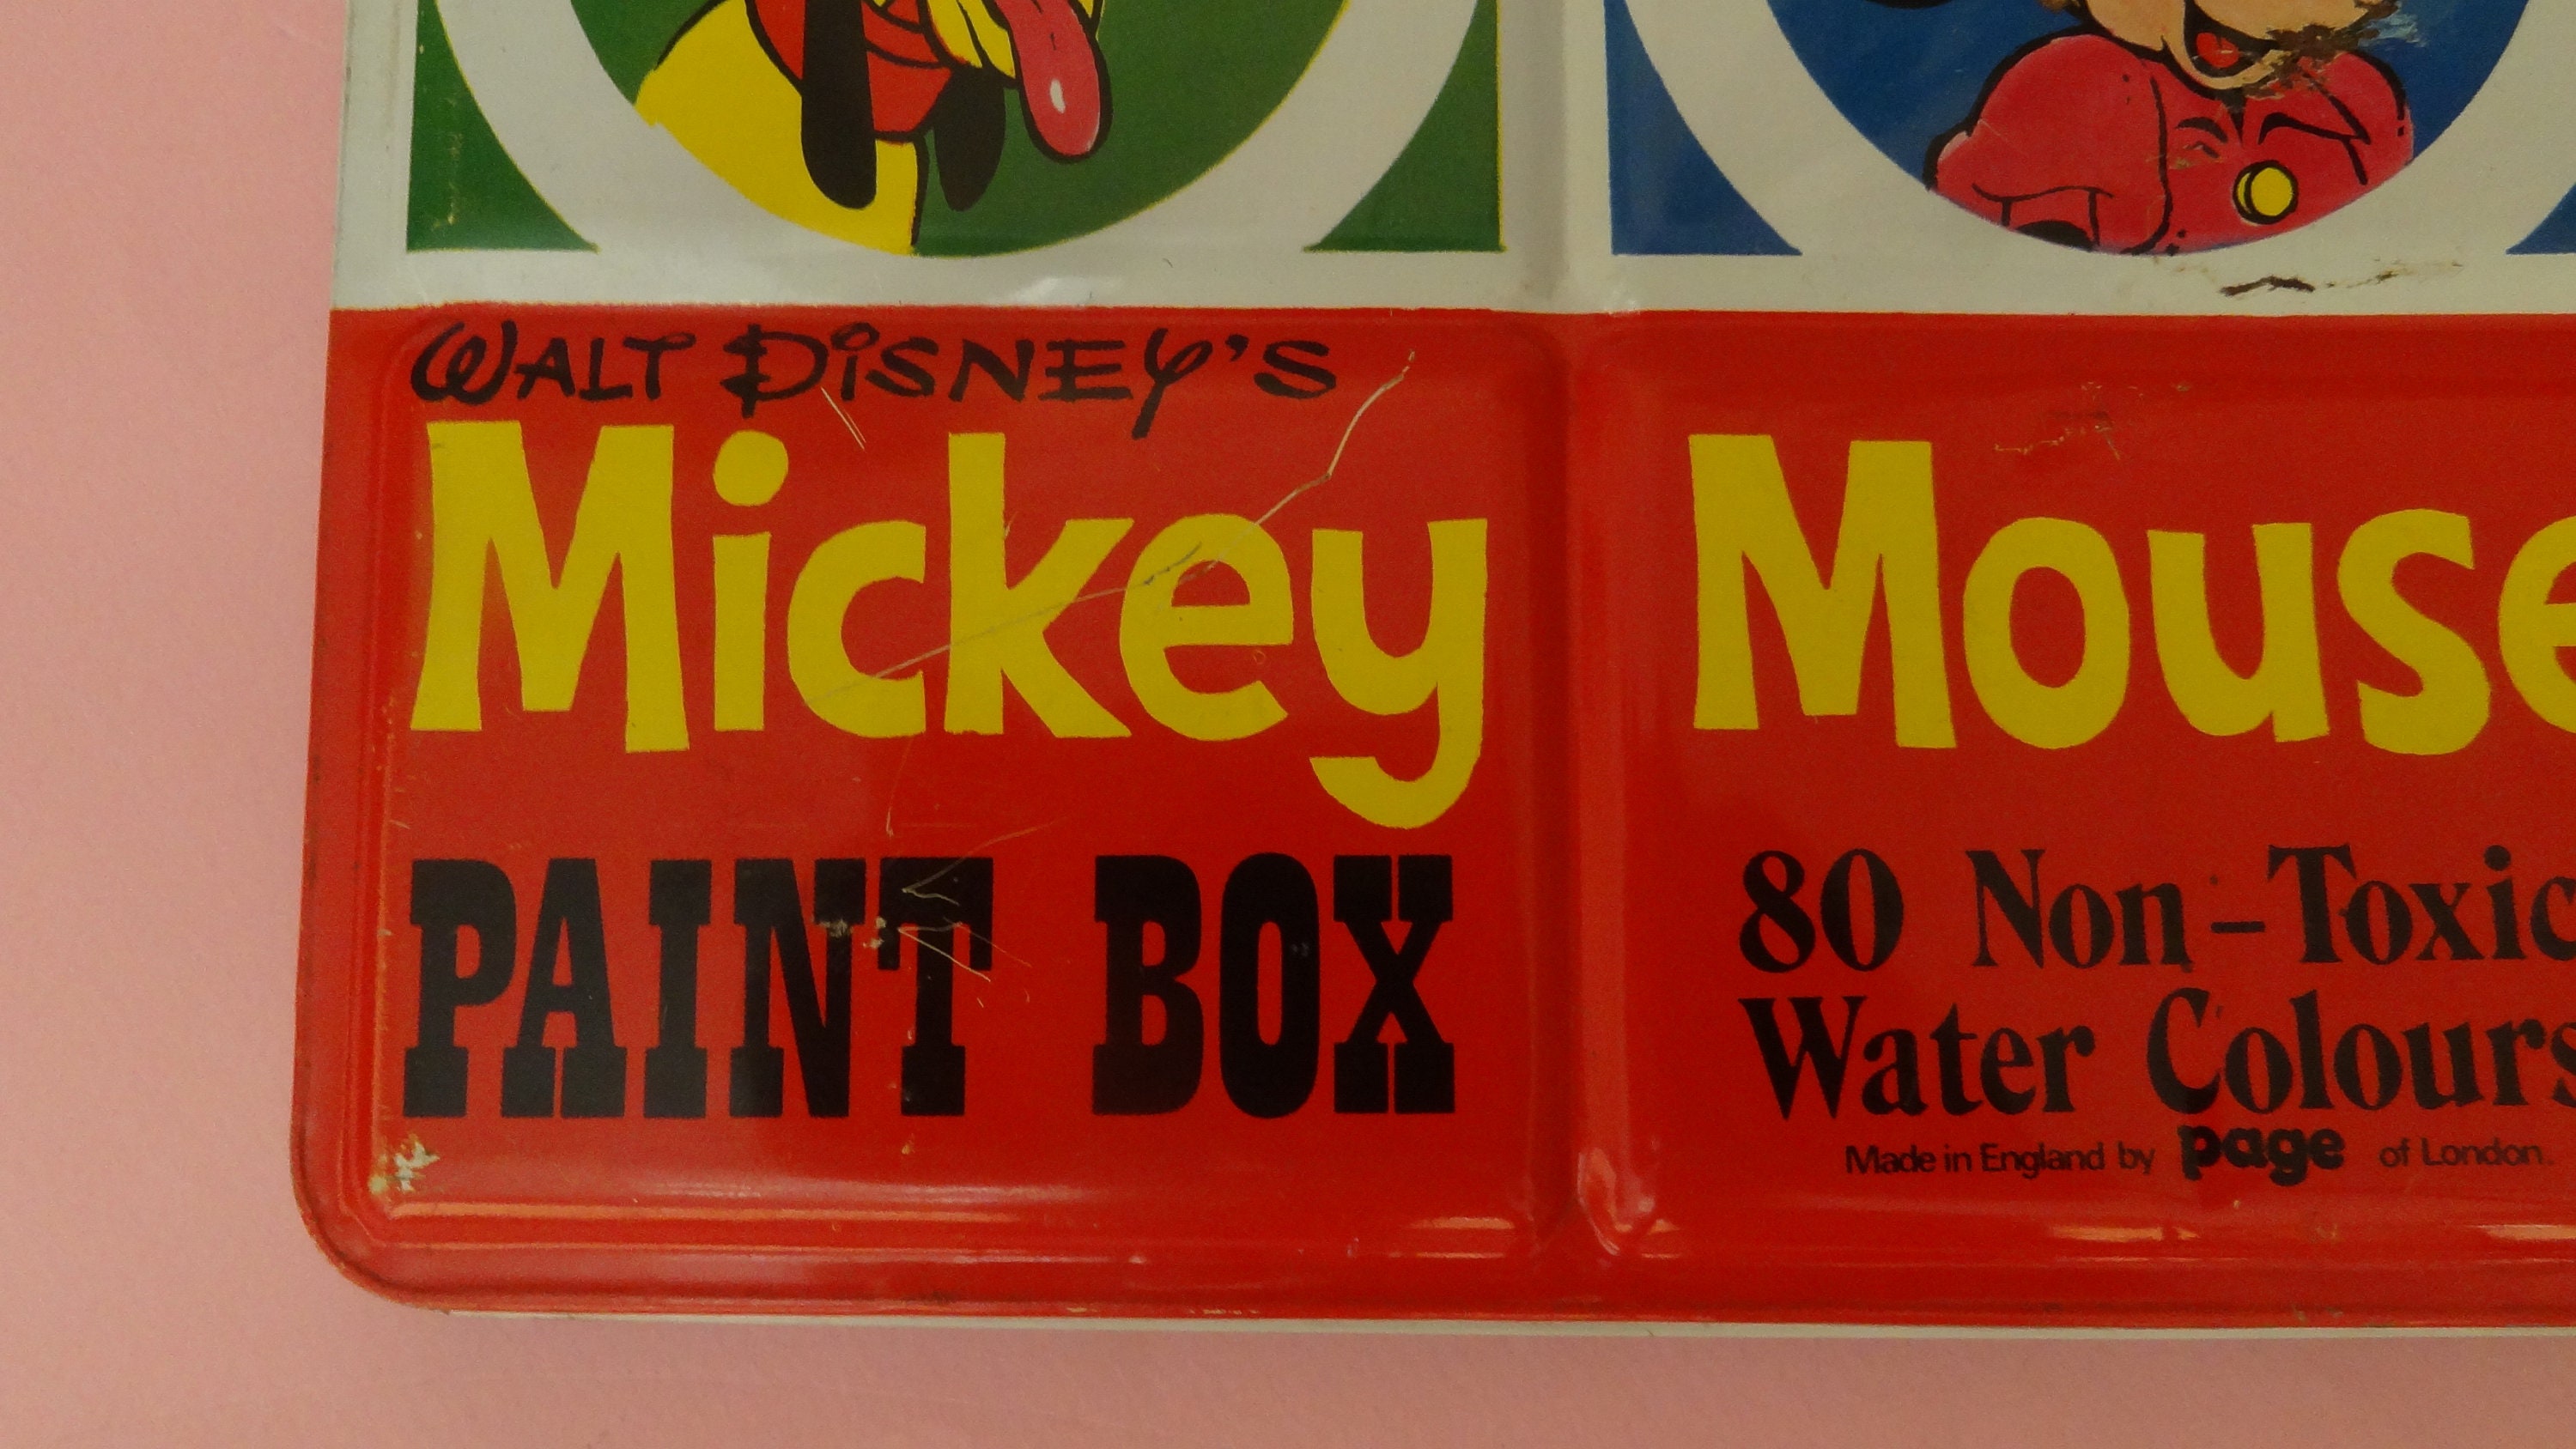 WALT DISNEY'S
Mickey Mouse
PAINT BOX
80 Non-Toxic
Water Colours
Made in England by page of London.